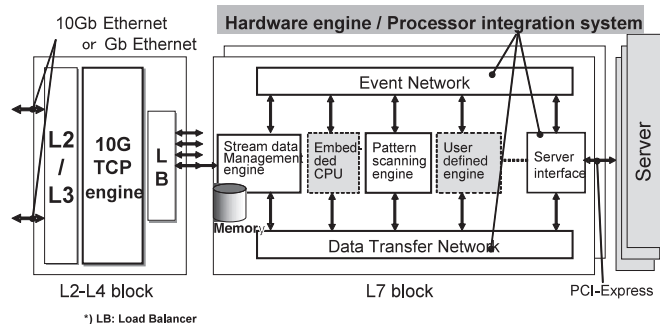 10Gb Ethernet
or Gb Ethernet
Hardware engine / Processor integration system
Event Network
L2
/
L3
10G
TCP
engine
L
B
Stream data
Management
engine
Embed
ded
CPU
Pattern
scanning
engine
User
defined
engine
Server
interface
Server
Memory
Data Transfer Network
L2-L4 block
L7 block
PCI-Express
*) LB: Load Balancer